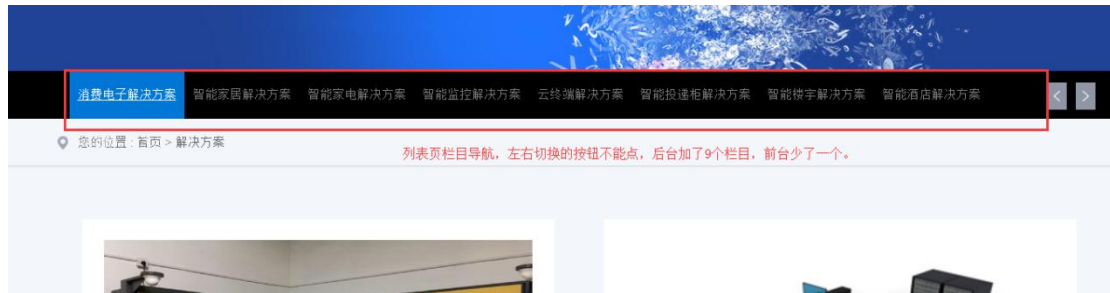 消费电子解决方案 智能家居解决方案 智能家电解决方案 智能监控解决方案 云终端解决方案 智能投递柜解决方案 智能楼宇解决方案 智能酒店解决方案 < >
您的位置 : 首页 > 解决方案
列表页栏目导航，左右切换的按钮不能点，后台加了9个栏目，前台少了一个。